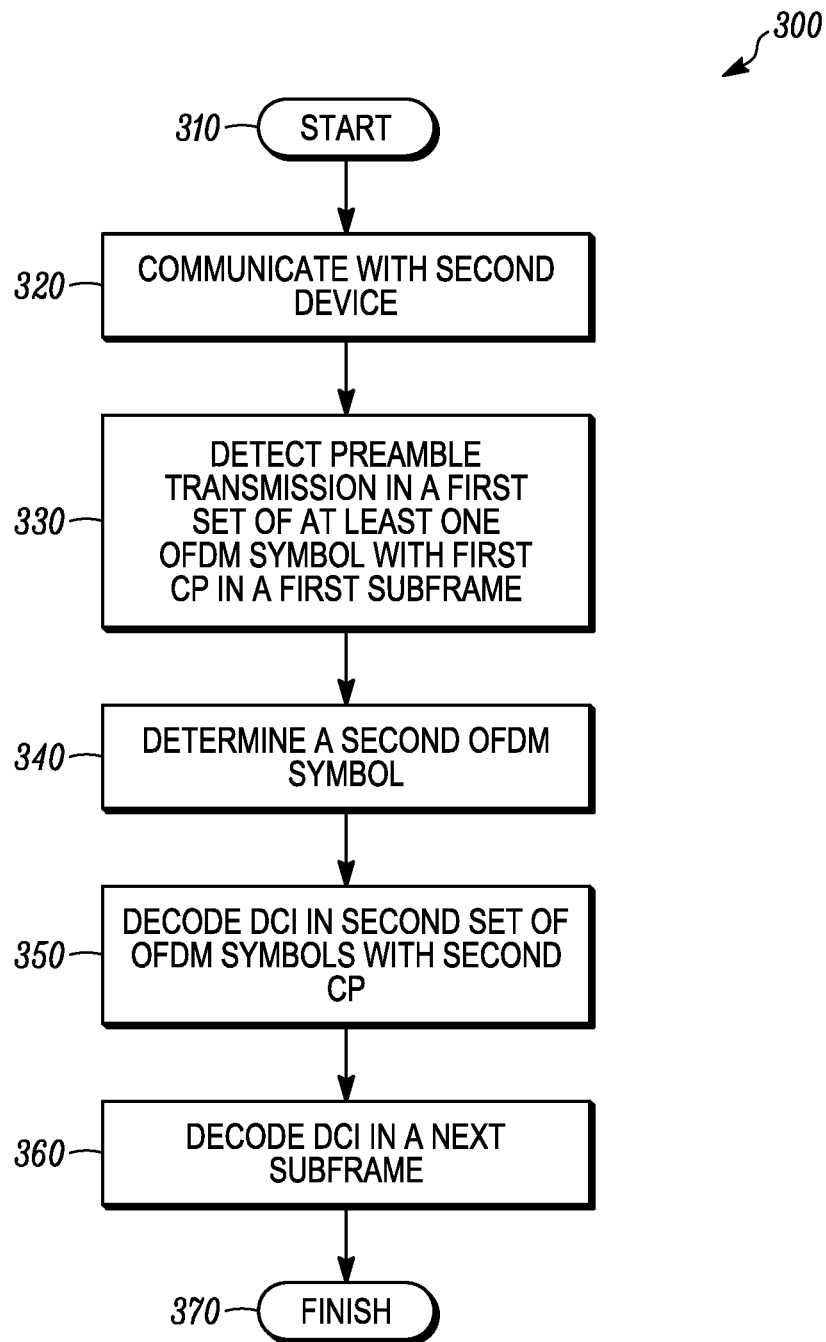 300
310
START
320
COMMUNICATE WITH SECOND
DEVICE
330
DETECT PREAMBLE
TRANSMISSION IN A FIRST
SET OF AT LEAST ONE
OFDM SYMBOL WITH FIRST
CP IN A FIRST SUBFRAME
340
DETERMINE A SECOND OFDM
SYMBOL
350
DECODE DCI IN SECOND SET OF
OFDM SYMBOLS WITH SECOND
CP
360
DECODE DCI IN A NEXT
SUBFRAME
370
FINISH